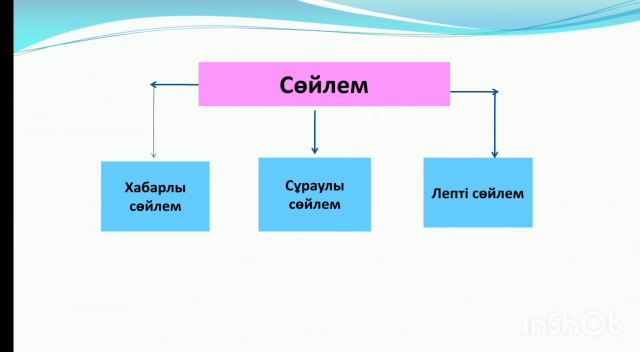 Сөйлем
Хабарлы
сөйлем
Сұраулы
сөйлем
Лепті сөйлем
InShOt